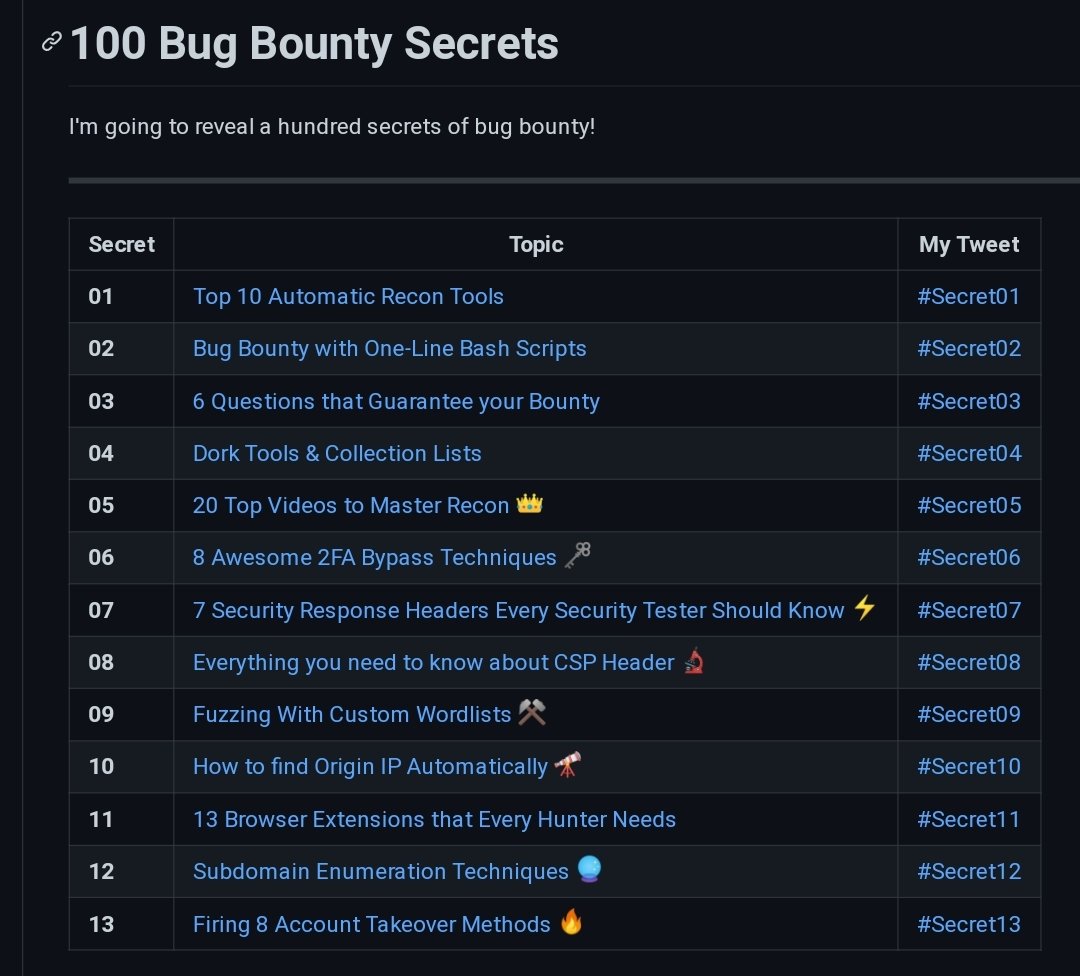 100 Bug Bounty Secrets
I'm going to reveal a hundred secrets of bug bounty!
Secret Topic My Tweet
01 Top 10 Automatic Recon Tools #Secret01
02 Bug Bounty with One-Line Bash Scripts #Secret02
03 6 Questions that Guarantee your Bounty #Secret03
04 Dork Tools & Collection Lists #Secret04
05 20 Top Videos to Master Recon 👑 #Secret05
06 8 Awesome 2FA Bypass Techniques 🗝 #Secret06
07 7 Security Response Headers Every Security Tester Should Know ⚡ #Secret07
08 Everything you need to know about CSP Header 🔬 #Secret08
09 Fuzzing With Custom Wordlists ⚒ #Secret09
10 How to find Origin IP Automatically 🔭 #Secret10
11 13 Browser Extensions that Every Hunter Needs #Secret11
12 Subdomain Enumeration Techniques 🔮 #Secret12
13 Firing 8 Account Takeover Methods 🔥 #Secret13